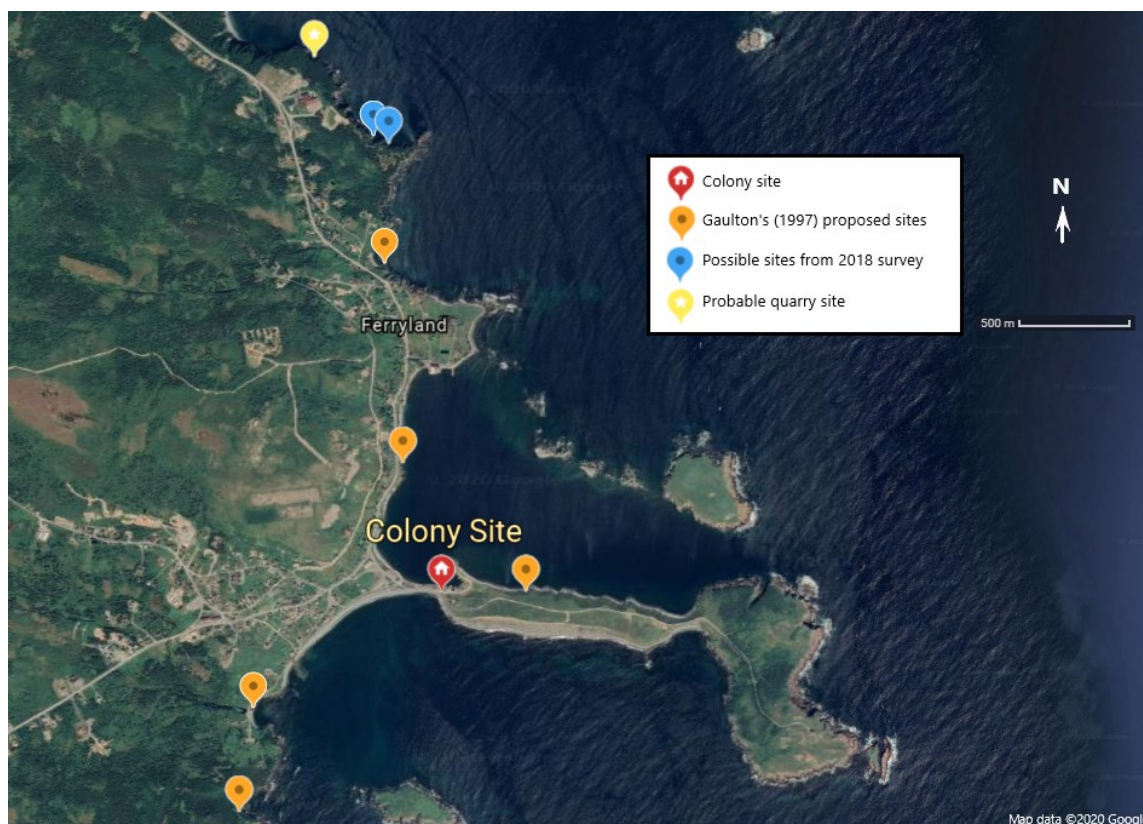 Colony site
Gaulton's (1997) proposed sites
Possible sites from 2018 survey
Probable quarry site
N
500 m
Ferryland
Colony Site
Map data ©2020 Googl